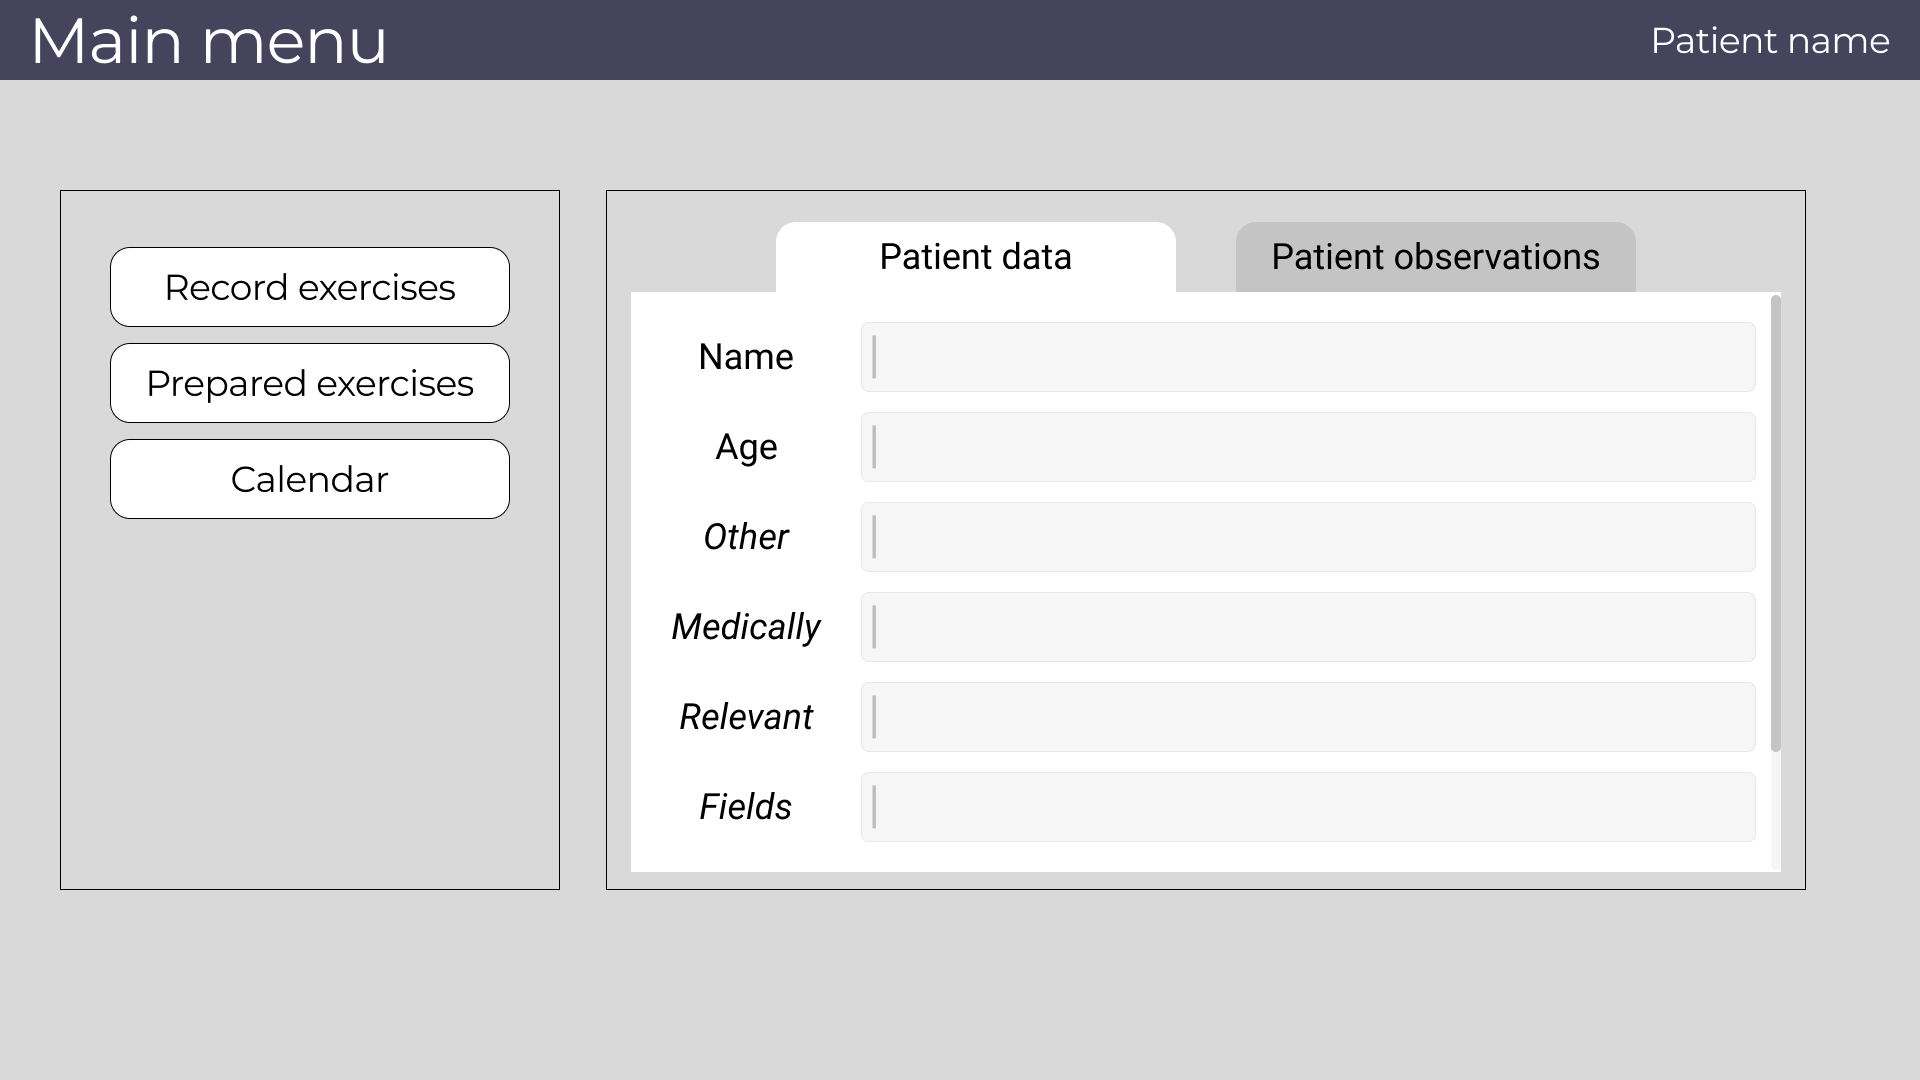 Main menu
Patient name
Record exercises
Prepared exercises
Calendar
Patient data
Patient observations
Name
Age
Other
Medically
Relevant
Fields